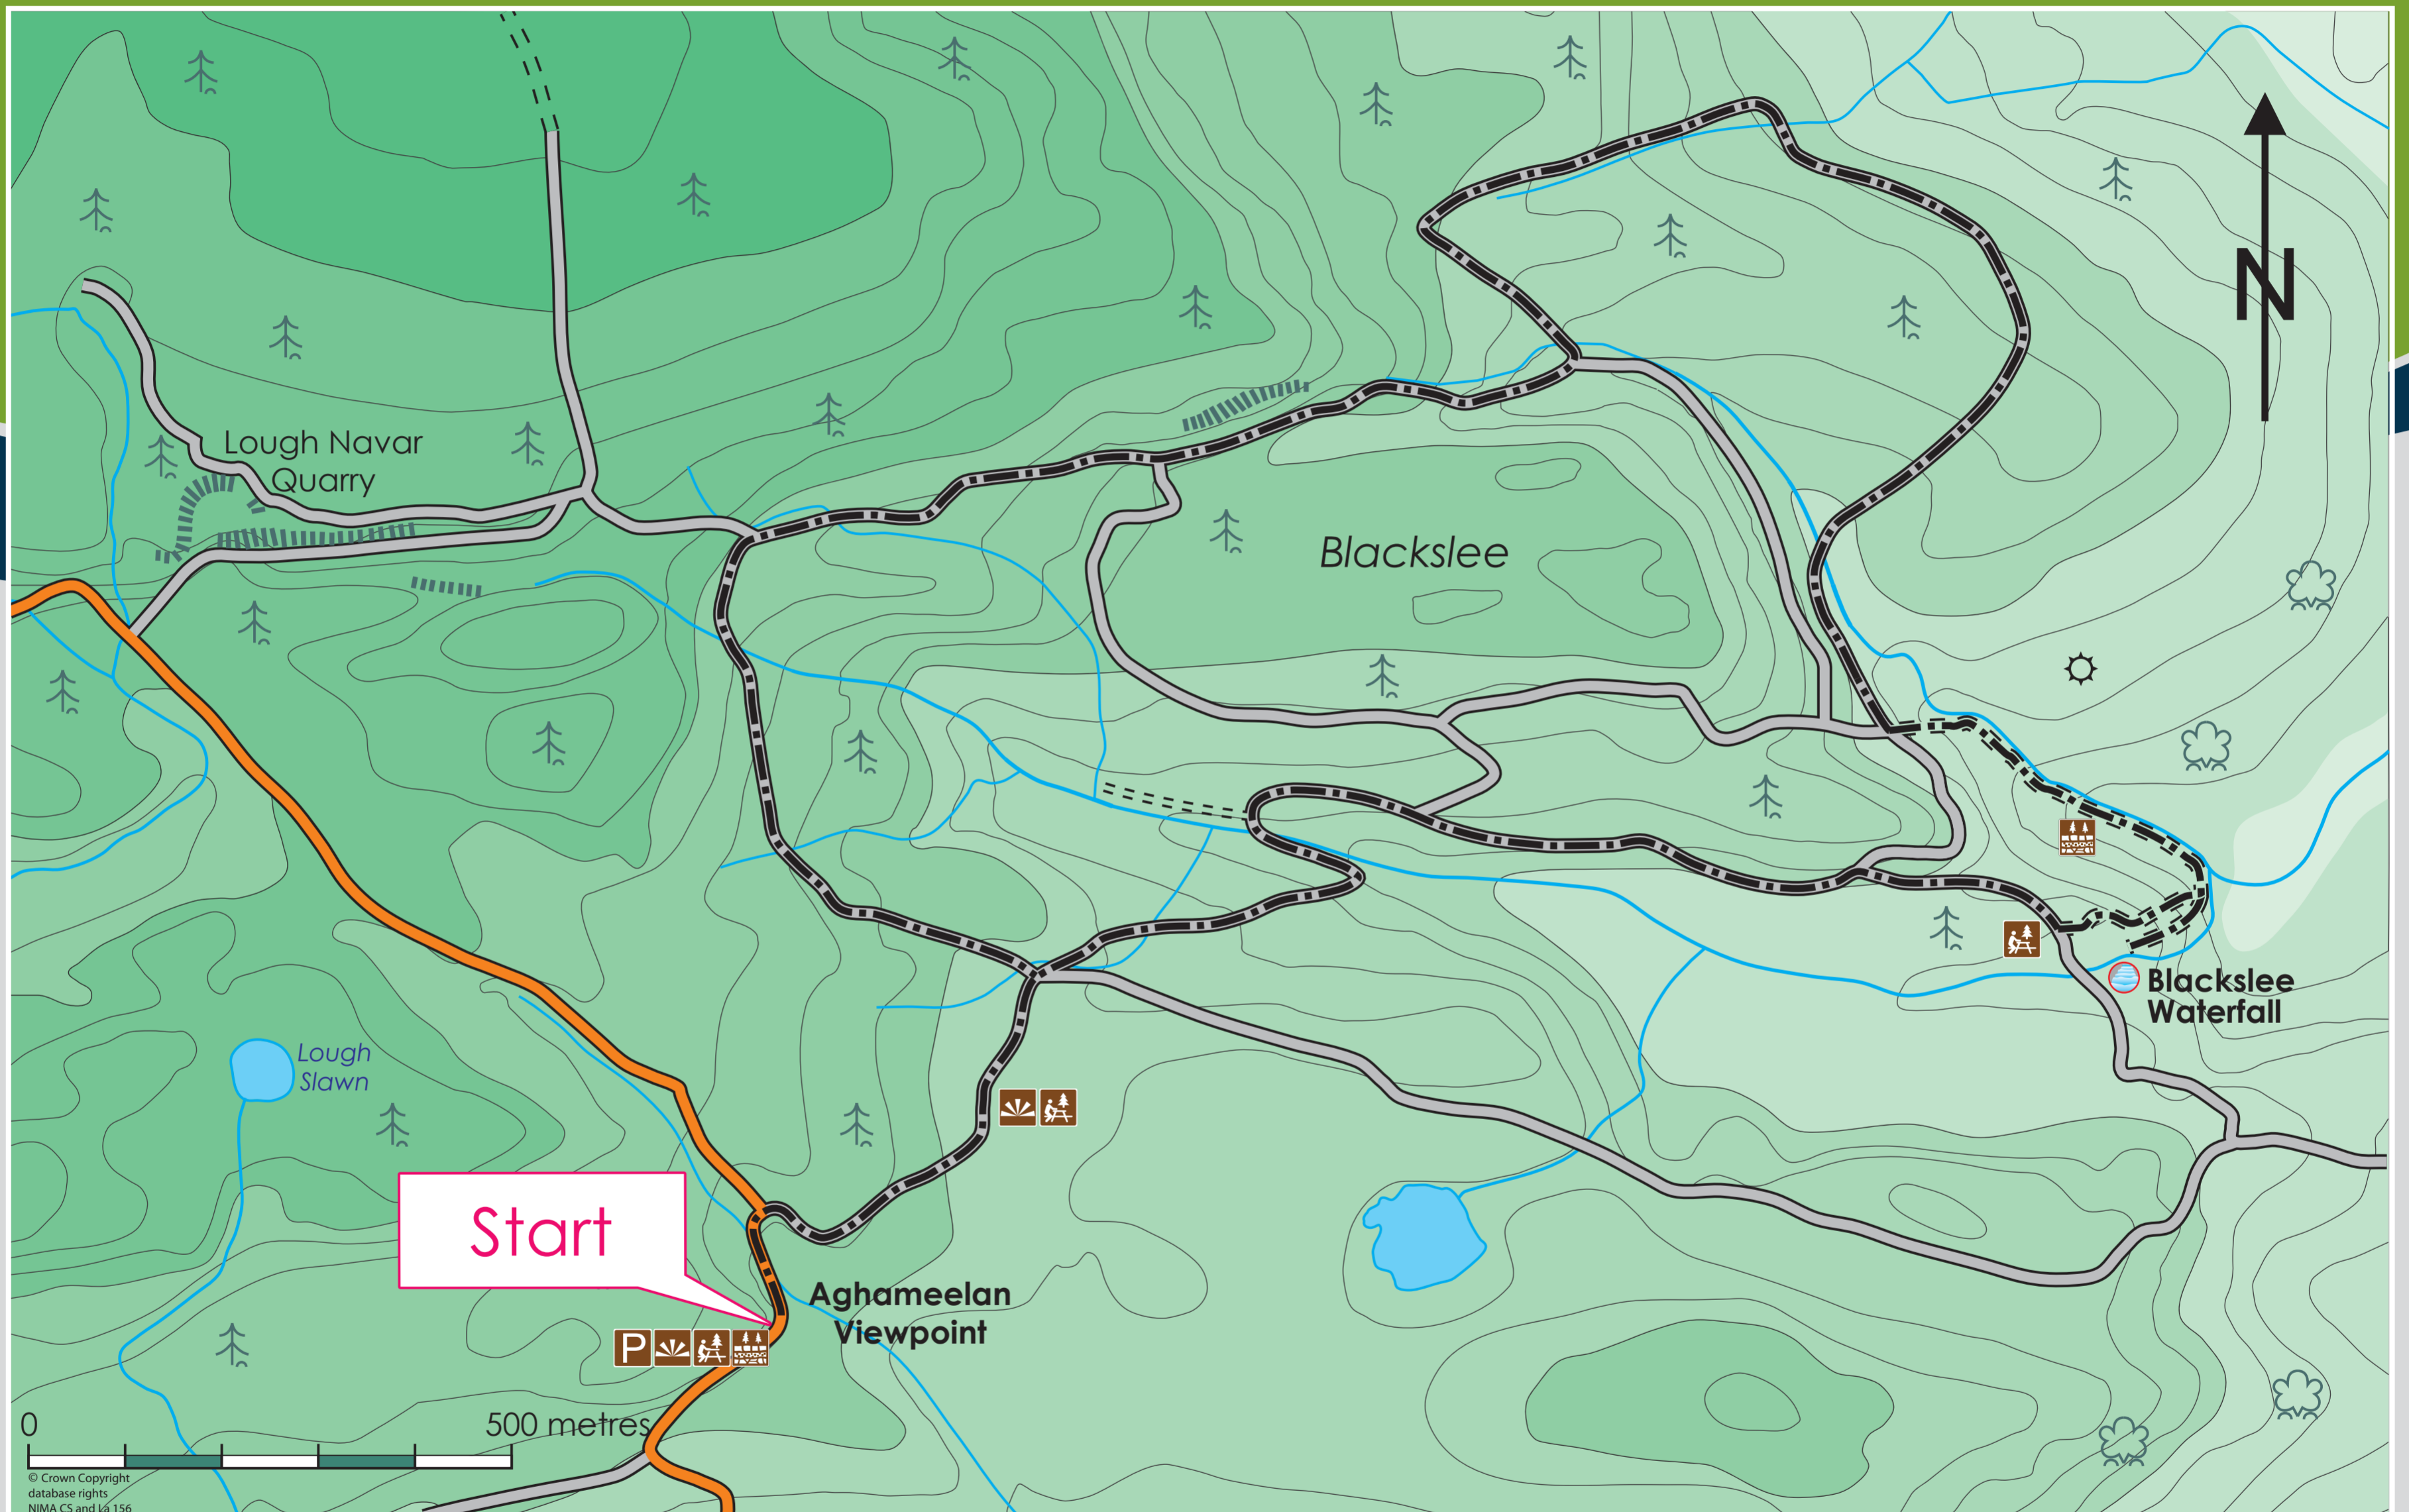 N
Lough Navar
Quarry
Blackslee
Blackslee
Waterfall
Lough
Slawn
Start
Aghameelan
Viewpoint
P
0
500 metres
© Crown Copyright
database rights
NIMA CS and La 156